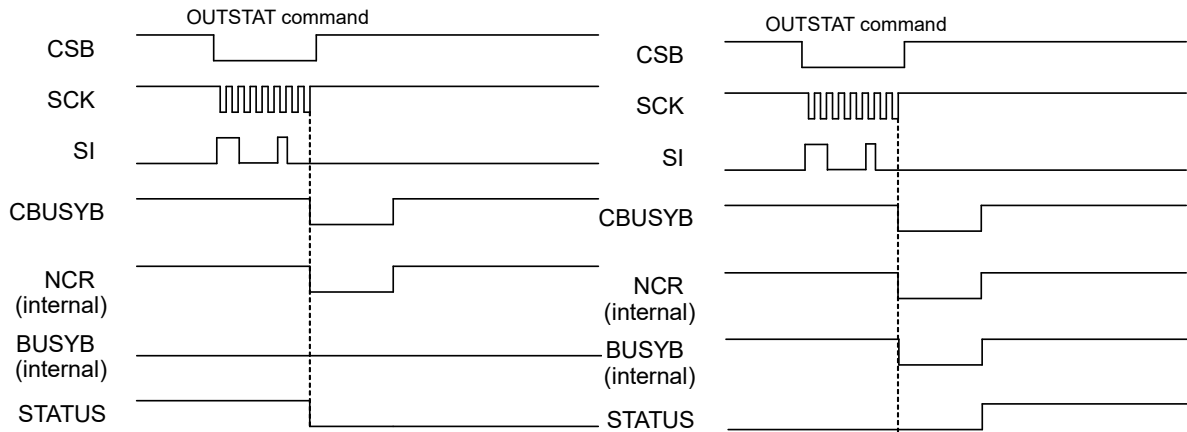 OUTSTAT command
CSB
SCK
SI
CBUSYB
NCR
(internal)
BUSYB
(internal)
STATUS
OUTSTAT command
CSB
SCK
SI
CBUSYB
NCR
(internal)
BUSYB
(internal)
STATUS